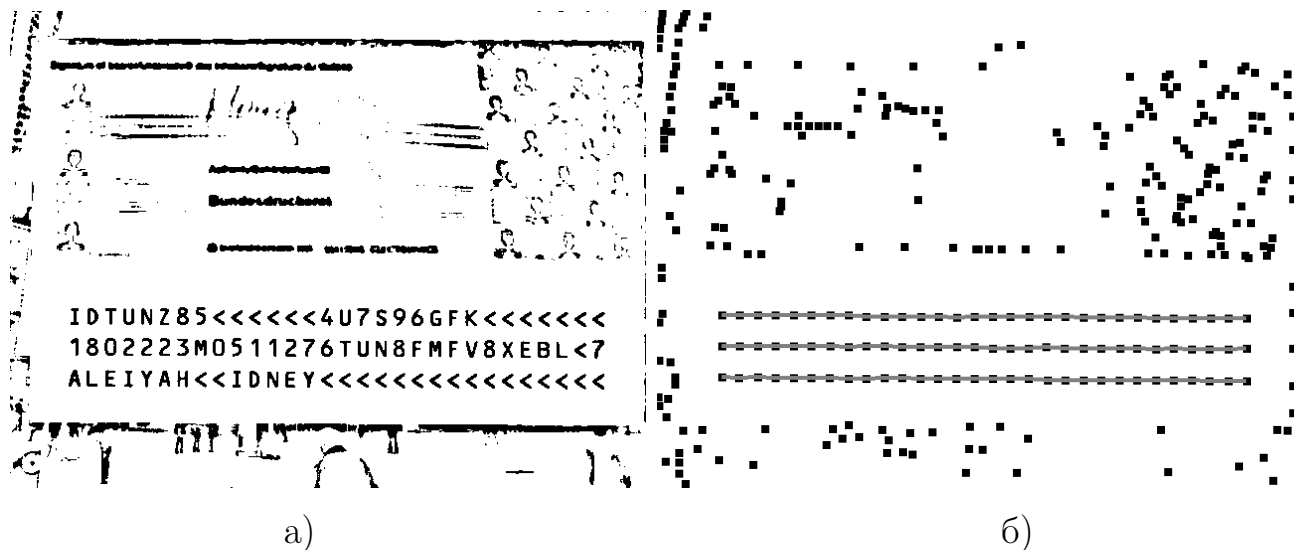 Bundesdruckerei
IDTUNZ85<<<<<<4U7S96GFK<<<<<<<
1802223M0511276TUN8FMFV8XEBL<7
ALEIYAH<<IDNEY<<<<<<<<<<<<<<<<
а)
б)